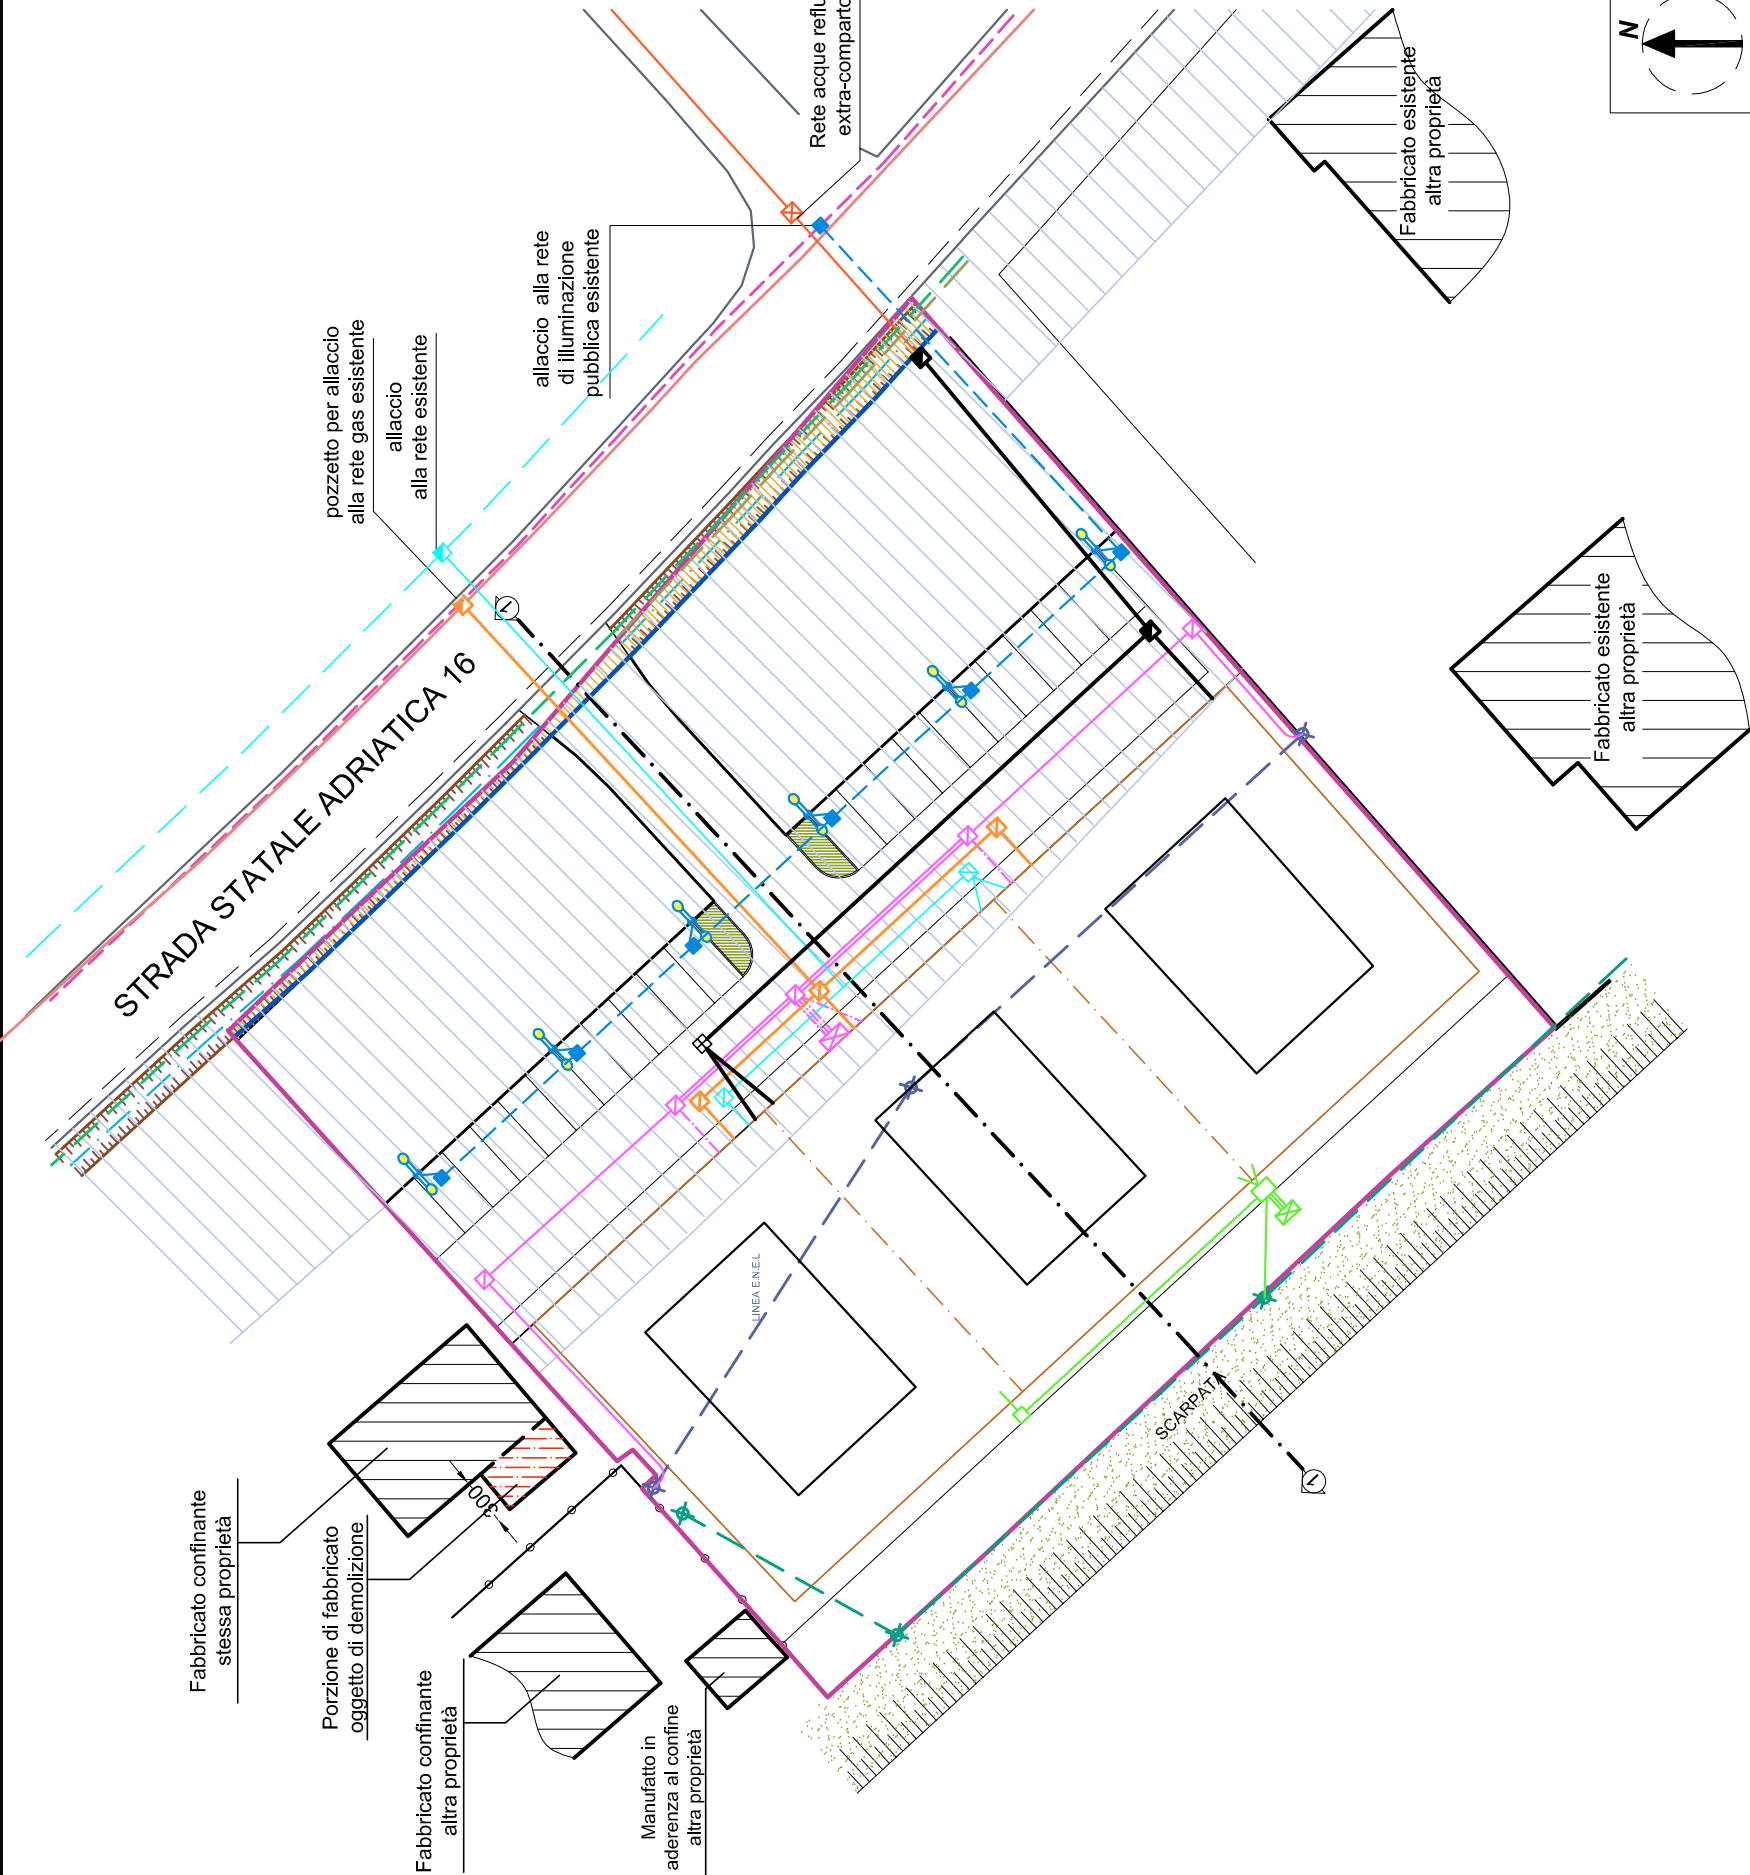 Rete acque reflu
extra-comparto
N
Fabbricato esistente
altra proprietà
allaccio alla rete
di illuminazione
pubblica esistente
pozzetto per allaccio
alla rete gas esistente
allaccio
alla rete esistente
1
STRADA STATALE ADRIATICA 16
Fabbricato esistente
altra proprietà
LINEA E.N.E.L
SCARPATA
1
300
Fabbricato confinante
stessa proprietà
Porzione di fabbricato
oggetto di demolizione
Fabbricato confinante
altra proprietà
Manufatto in
aderenza al confine
altra proprietà